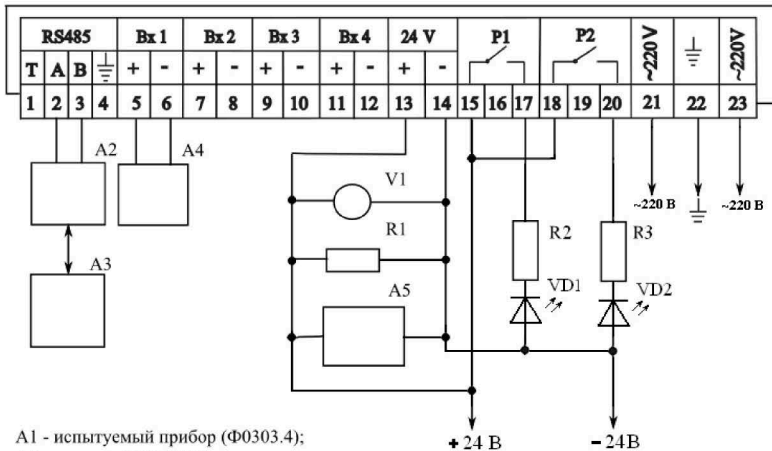 RS485 Вх 1 Вх 2 Вх 3 Вх 4 24 V P1 P2 ~220V ~220V
T A B + - + - + - + - + -
1 2 3 4 5 6 7 8 9 10 11 12 13 14 15 16 17 18 19 20 21 22 23
A2 A4
V1
~220 В ~220 В
R1 R2 R3
A3
A5 VD1 VD2
A1 - испытуемый прибор (Ф0303.4);
+ 24 В - 24В